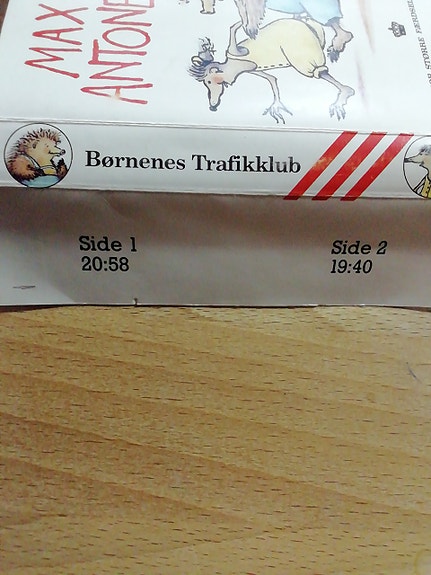 MAX
ANTONE
Børnenes Trafikklub
Side 1
20:58
Side 2
19:40